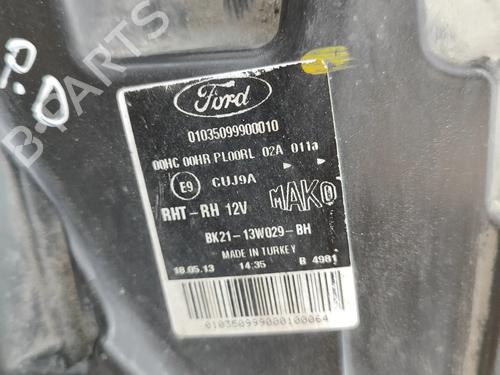 P.D
B-PARTS
Ford
01035099900010
00HC 00HR PL00RL 02A 011a
E9 CUJ9A
MAKO
RHT-RH 12V
BK21-13W029-BH
MADE IN TURKEY
18.05.13 14:35 B 4981
010350999000100064